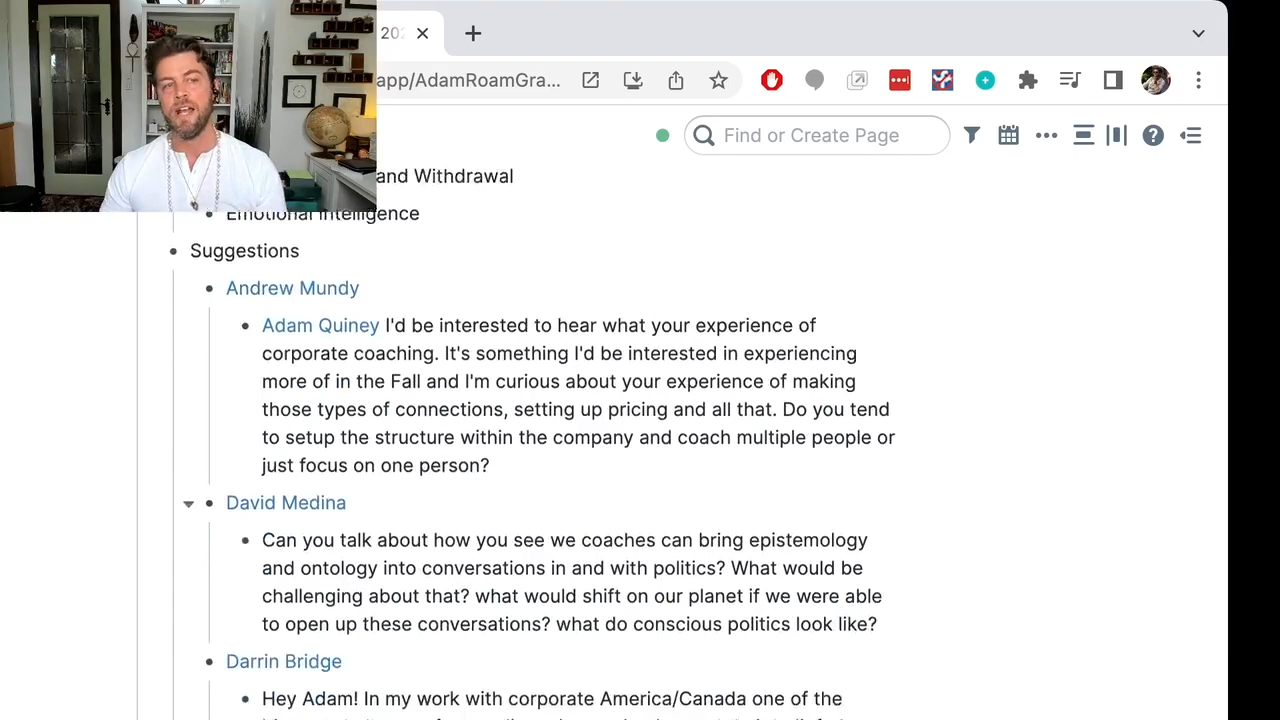 202
app/AdamRoamGra...
Find or Create Page
and Withdrawal
Emotional Intelligence
Suggestions
Andrew Mundy
Adam Quiney I'd be interested to hear what your experience of
corporate coaching. It's something I'd be interested in experiencing
more of in the Fall and I'm curious about your experience of making
those types of connections, setting up pricing and all that. Do you tend
to setup the structure within the company and coach multiple people or
just focus on one person?
David Medina
Can you talk about how you see we coaches can bring epistemology
and ontology into conversations in and with politics? What would be
challenging about that? what would shift on our planet if we were able
to open up these conversations? what do conscious politics look like?
Darrin Bridge
Hey Adam! In my work with corporate America/Canada one of the